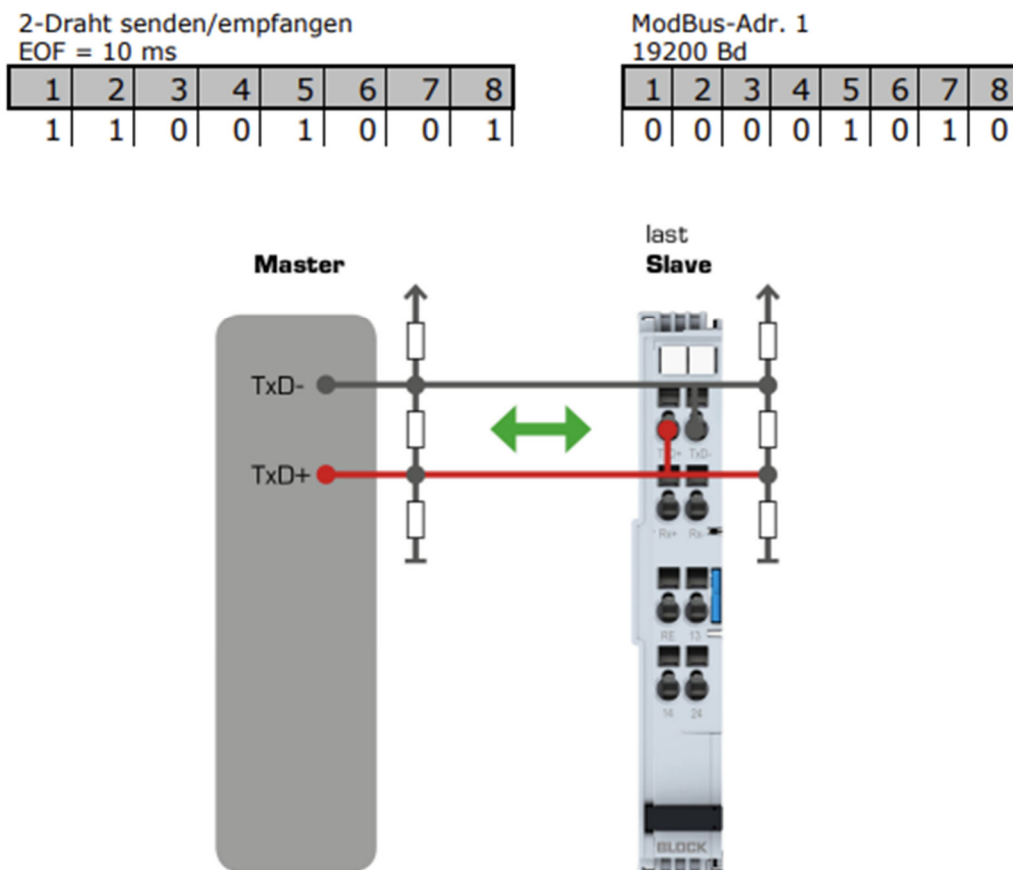 2-Draht senden/empfangen
EOF = 10 ms
1 2 3 4 5 6 7 8
1 1 0 0 1 0 0 1
ModBus-Adr. 1
19200 Bd
1 2 3 4 5 6 7 8
0 0 0 0 1 0 1 0
Master
last
Slave
TxD-
TxD+
TxD-
Rx+
RE 13
14 24
BLOCK